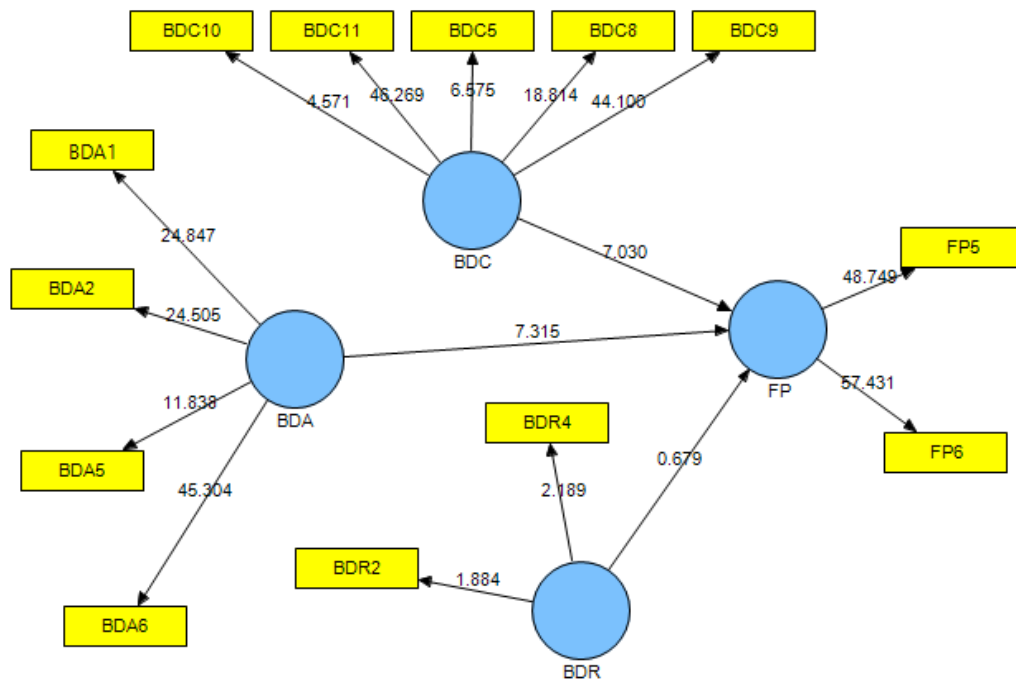 BDC10
BDC11
BDC5
BDC8
BDC9
4.571
46.269
6.575
18.814
44.100
BDA1
24.847
BDC
7.030
FP5
48.749
BDA2
24.505
7.315
BDA
FP
57.431
11.838
BDR4
FP6
BDA5
45.304
0.679
2.189
BDR2
1.884
BDA6
BDR